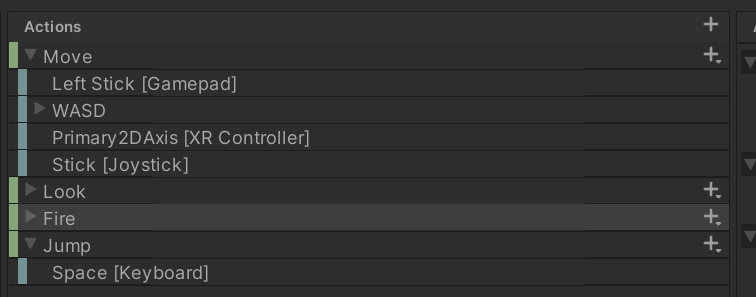 Actions
Move
Left Stick [Gamepad]
WASD
Primary2DAxis [XR Controller]
Stick [Joystick]
Look
Fire
Jump
Space [Keyboard]